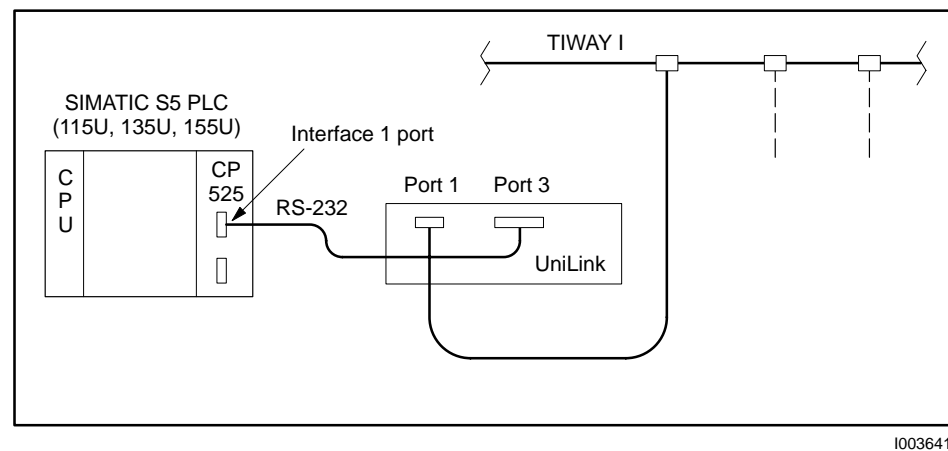 TIWAY I
SIMATIC S5 PLC
(115U, 135U, 155U)
Interface 1 port
CPU
CP
525
RS-232
Port 1
Port 3
UniLink
I003641